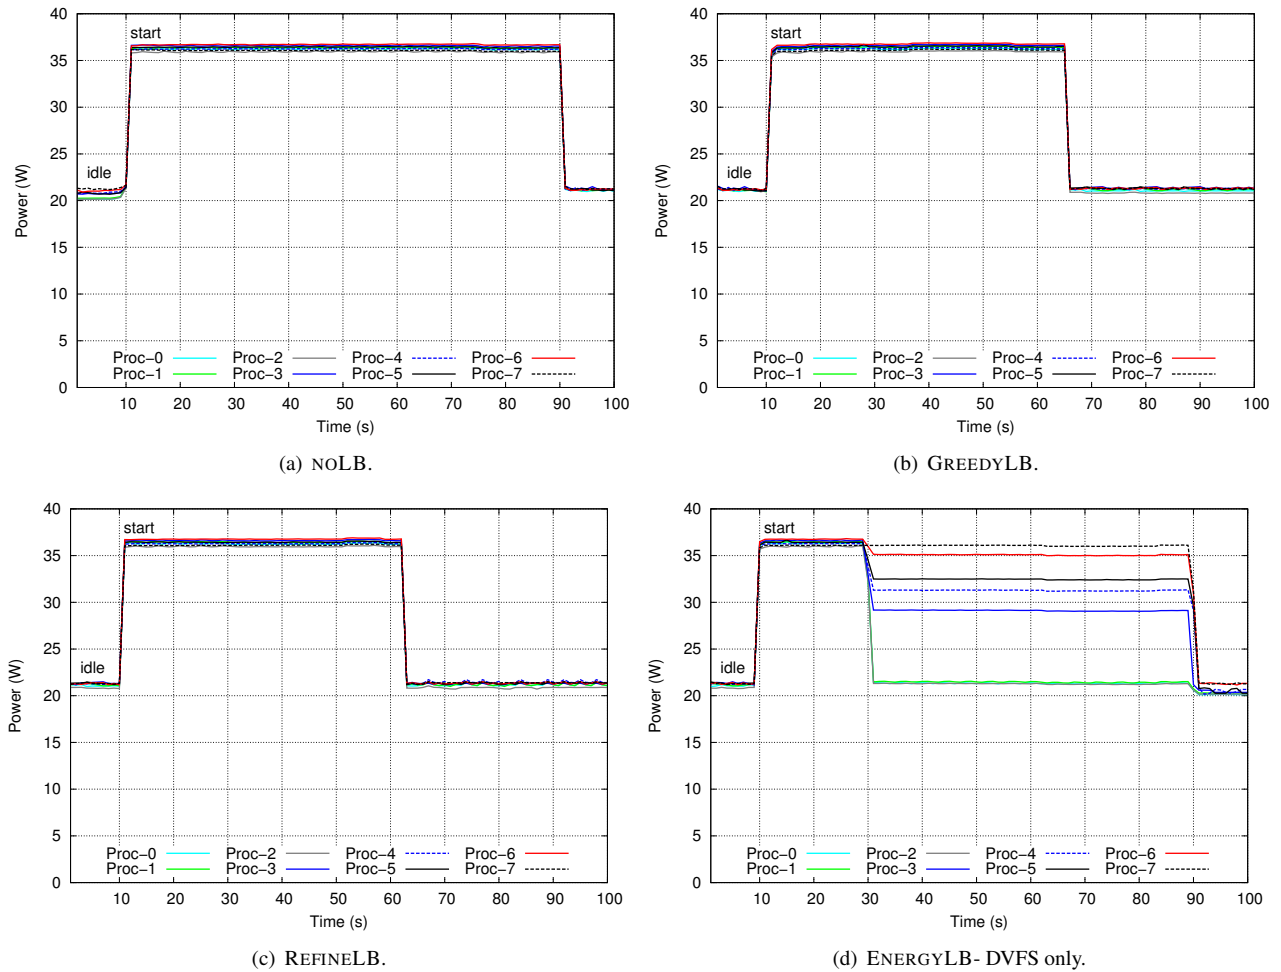 40
35
30
25
20
15
10
5
0
Power (W)
start
idle
Proc-0 Proc-2 Proc-4 Proc-6
Proc-1 Proc-3 Proc-5 Proc-7
10 20 30 40 50 60 70 80 90 100
Time (s)
(a) NOLB.
40
35
30
25
20
15
10
5
0
Power (W)
start
idle
Proc-0 Proc-2 Proc-4 Proc-6
Proc-1 Proc-3 Proc-5 Proc-7
10 20 30 40 50 60 70 80 90 100
Time (s)
(b) GREEDYLB.
40
35
30
25
20
15
10
5
0
Power (W)
start
idle
Proc-0 Proc-2 Proc-4 Proc-6
Proc-1 Proc-3 Proc-5 Proc-7
10 20 30 40 50 60 70 80 90 100
Time (s)
(c) REFINELB.
40
35
30
25
20
15
10
5
0
Power (W)
start
idle
Proc-0 Proc-2 Proc-4 Proc-6
Proc-1 Proc-3 Proc-5 Proc-7
10 20 30 40 50 60 70 80 90 100
Time (s)
(d) ENERGYLB- DVFS only.